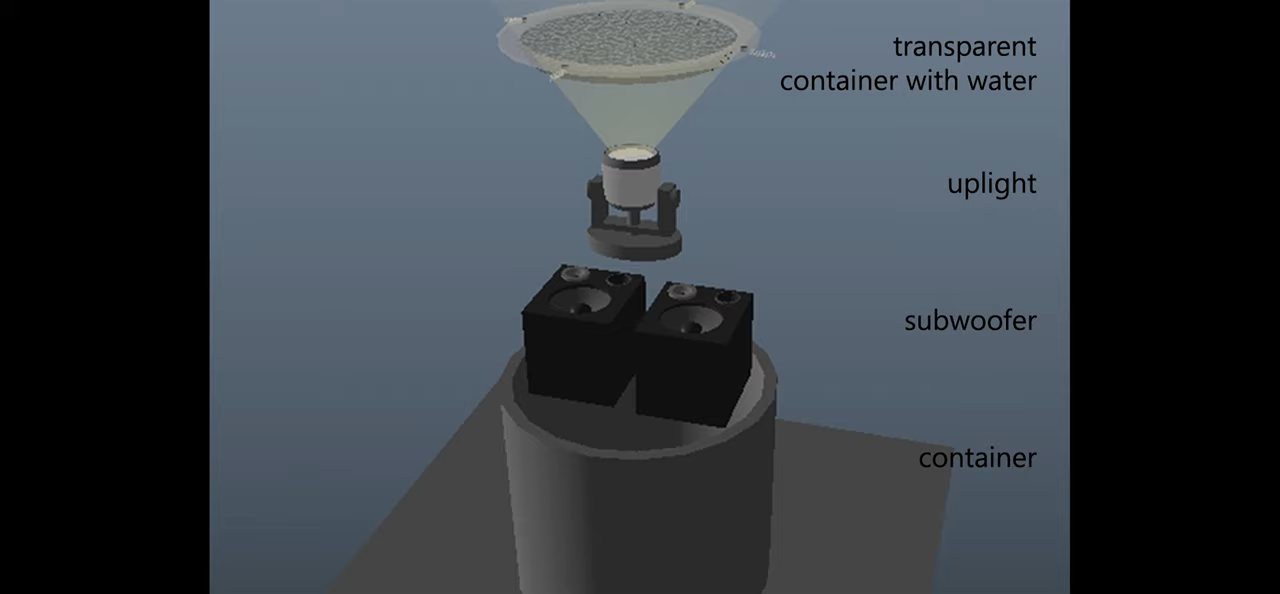 transparent
container with water
uplight
subwoofer
container